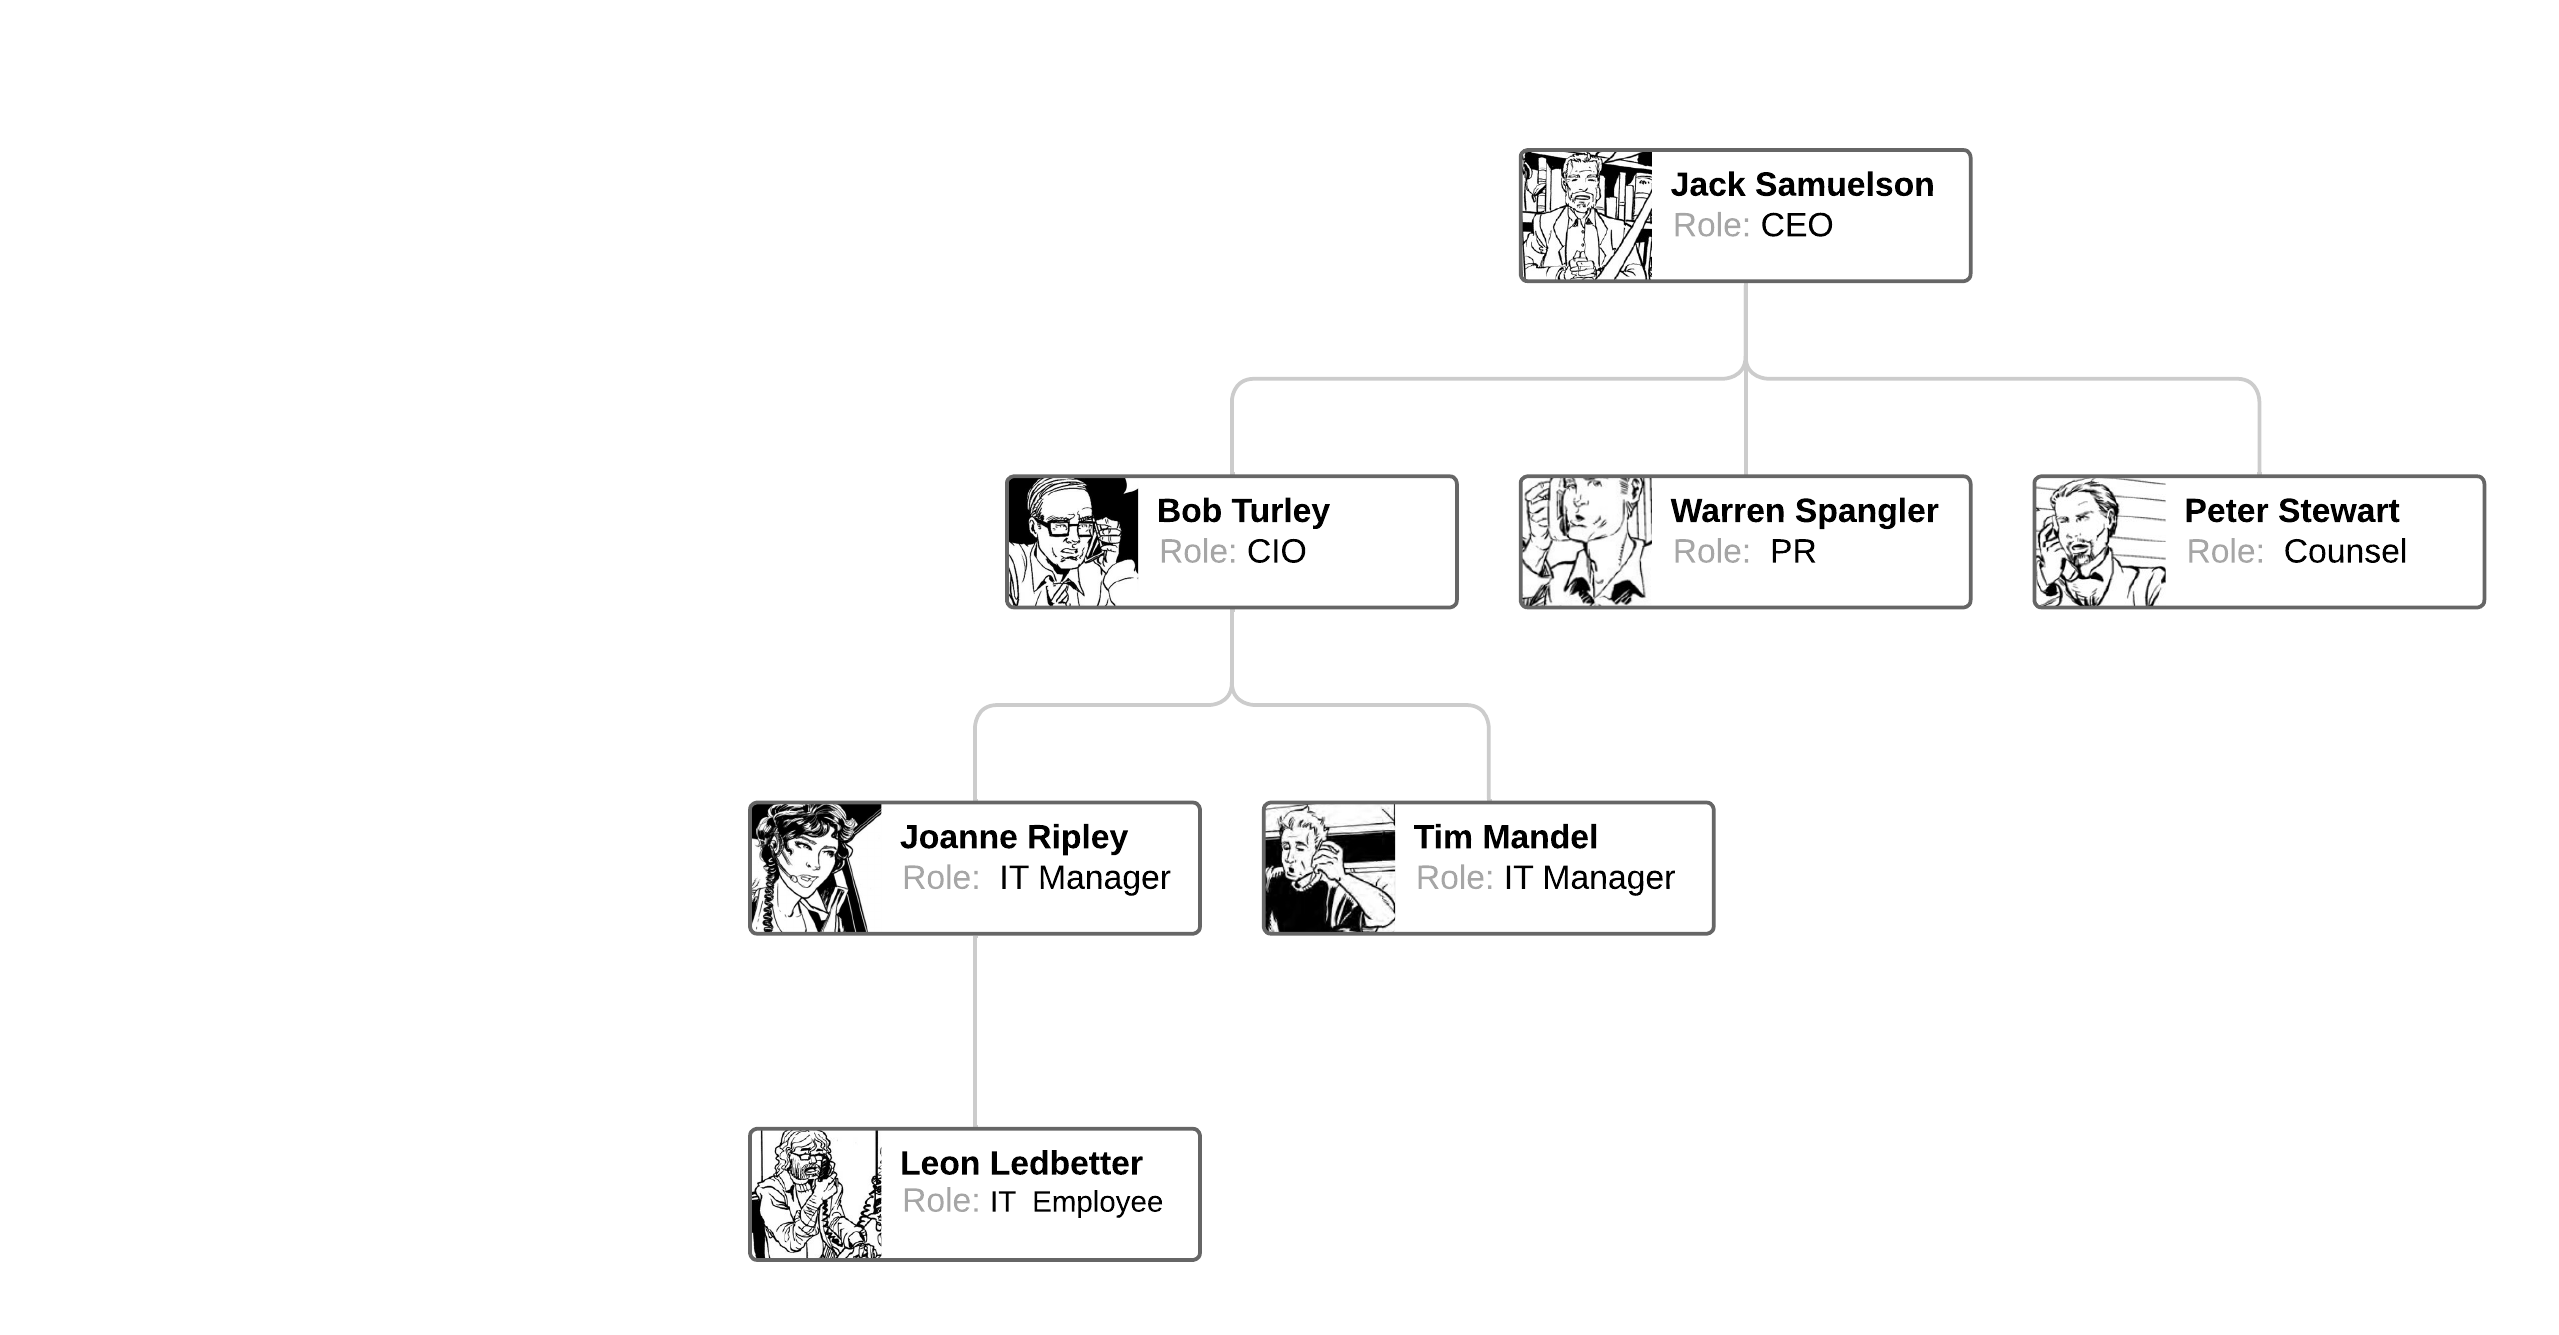 Jack Samuelson
Role: CEO
Bob Turley
Role: CIO
Warren Spangler
Role: PR
Peter Stewart
Role: Counsel
Joanne Ripley
Role: IT Manager
Tim Mandel
Role: IT Manager
Leon Ledbetter
Role: IT Employee